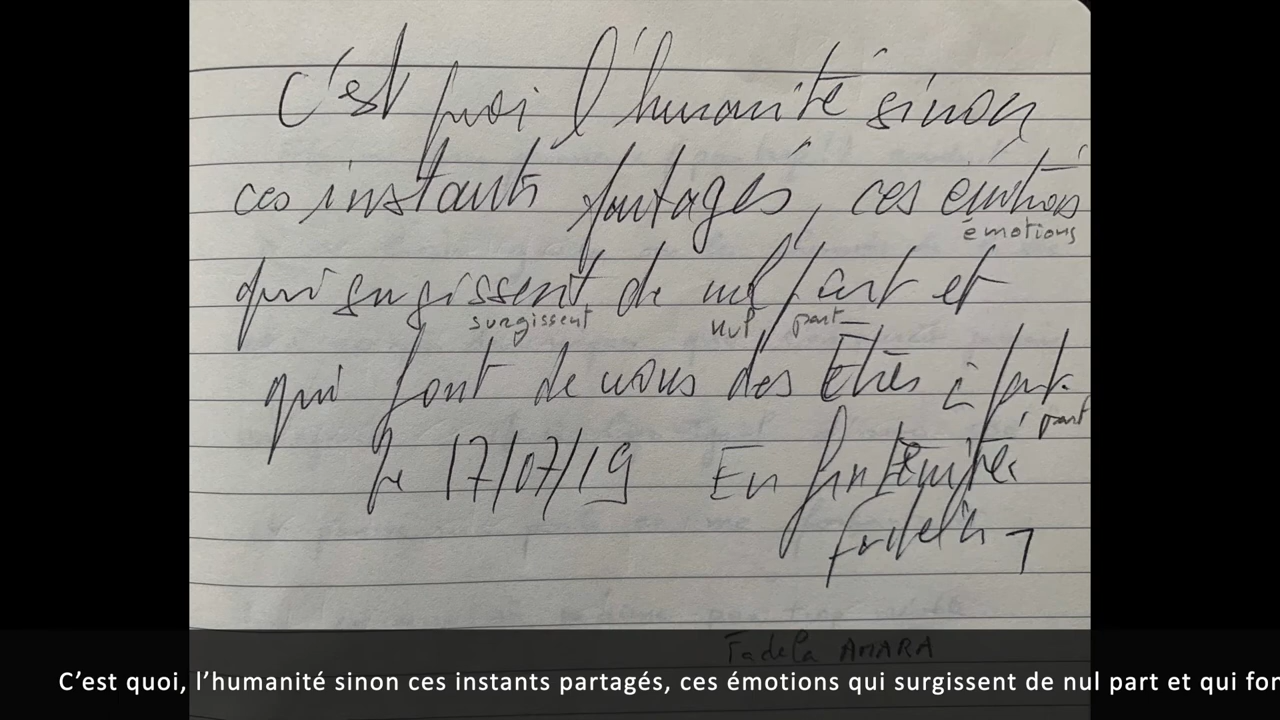 C'est quoi l'humanité sinon
ces instants partagés, ces émotions
émotions
qui surgissent de nul part et
surgissent nul part
qui font de nous des Êtres à part.
à part
Le 17/07/19 En fraternité
Fadela
Fadela AMARA
C'est quoi, l'humanité sinon ces instants partagés, ces émotions qui surgissent de nul part et qui fon